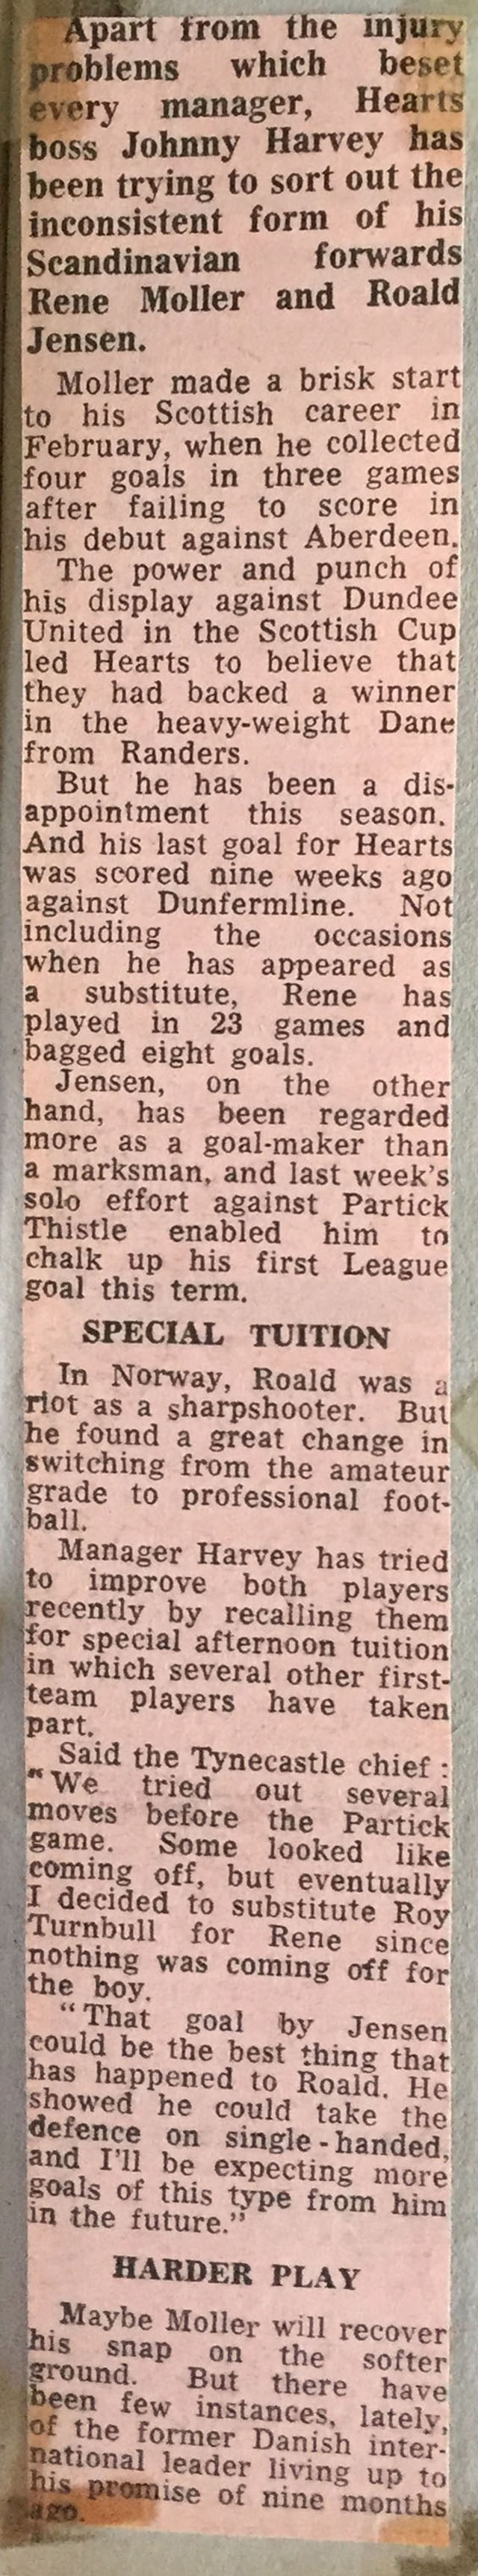 Apart from the injury
problems which beset
every manager, Hearts
boss Johnny Harvey has
been trying to sort out the
inconsistent form of his
Scandinavian forwards
Rene Moller and Roald
Jensen.
Moller made a brisk start
to his Scottish career in
February, when he collected
four goals in three games
after failing to score in
his debut against Aberdeen.
The power and punch of
his display against Dundee
United in the Scottish Cup
led Hearts to believe that
they had backed a winner
in the heavy-weight Dane
from Randers.
But he has been a dis-
appointment this season.
And his last goal for Hearts
was scored nine weeks ago
against Dunfermline. Not
including the occasions
when he has appeared as
a substitute, Rene has
played in 23 games and
bagged eight goals.
Jensen, on the other
hand, has been regarded
more as a goal-maker than
a marksman, and last week's
solo effort against Partick
Thistle enabled him to
chalk up his first League
goal this term.
SPECIAL TUITION
In Norway, Roald was a
riot as a sharpshooter. But
he found a great change in
switching from the amateur
grade to professional foot-
ball.
Manager Harvey has tried
to improve both players
recently by recalling them
for special afternoon tuition
in which several other first-
team players have taken
part.
Said the Tynecastle chief :
"We tried out several
moves before the Partick
game. Some looked like
coming off, but eventually
I decided to substitute Roy
Turnbull for Rene since
nothing was coming off for
the boy.
"That goal by Jensen
could be the best thing that
has happened to Roald. He
showed he could take the
defence on single-handed,
and I'll be expecting more
goals of this type from him
in the future."
HARDER PLAY
Maybe Moller will recover
his snap on the softer
ground. But there have
been few instances, lately,
of the former Danish inter-
national leader living up to
his promise of nine months
ago.